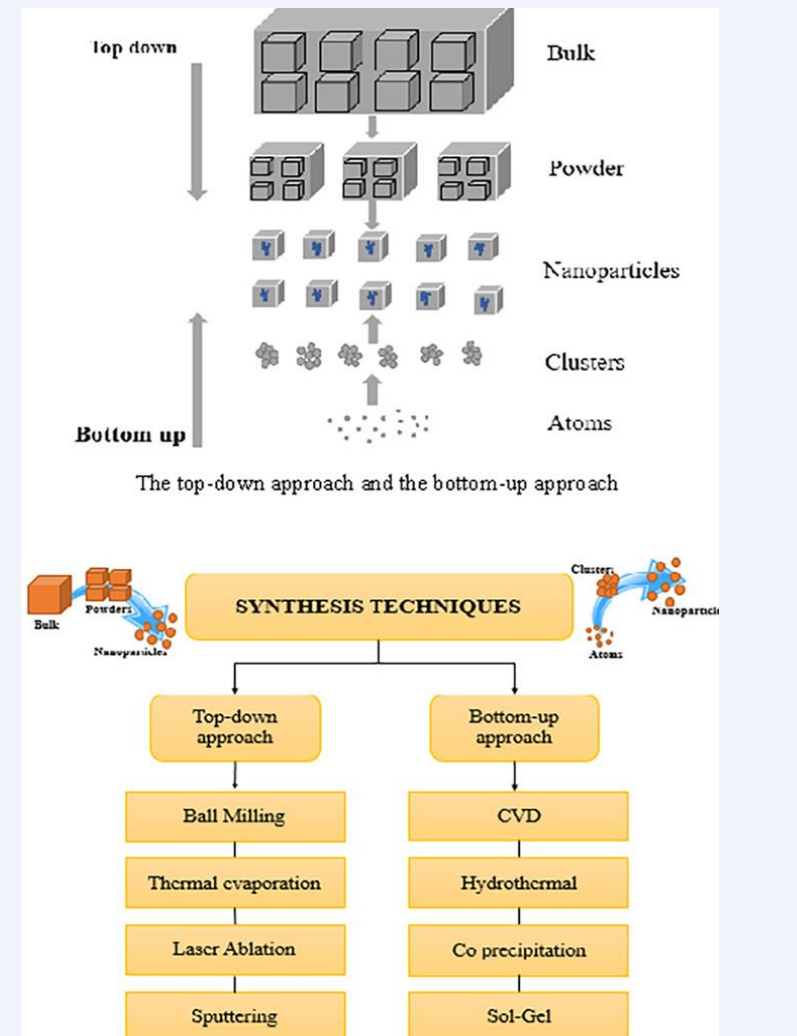 Top down
Bulk
Powder
Nanoparticles
Clusters
Atoms
Bottom up
The top-down approach and the bottom-up approach
Bulk
Powders
Nanoparticles
SYNTHESIS TECHNIQUES
Clusters
Nanoparticl
Atoms
Top-down
approach
Bottom-up
approach
Ball Milling
CVD
Thermal evaporation
Hydrothermal
Laser Ablation
Co precipitation
Sputtering
Sol-Gel